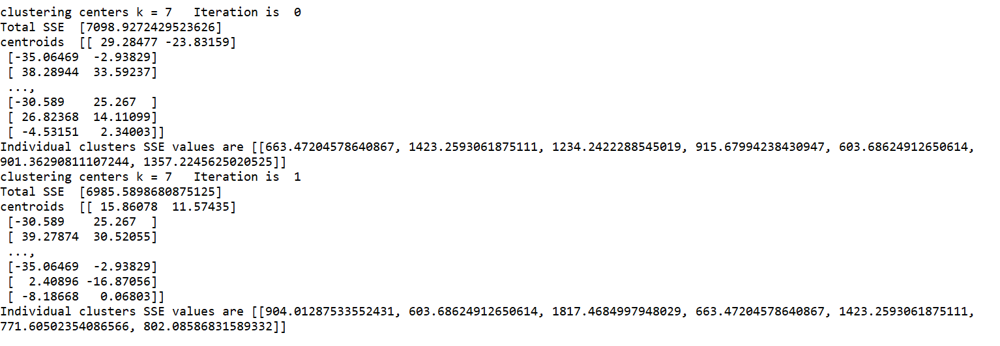 clustering centers k = 7   Iteration is  0
Total SSE  [7098.9272429523626]
centroids  [[ 29.28477 -23.83159]
 [-35.06469  -2.93829]
 [ 38.28944  33.59237]
 ...,
 [-30.589    25.267  ]
 [ 26.82368  14.11099]
 [ -4.53151   2.34003]]
Individual clusters SSE values are [[663.47204578640867, 1423.2593061875111, 1234.2422288545019, 915.67994238430947, 603.68624912650614,
901.36290811107244, 1357.2245625020525]]
clustering centers k = 7   Iteration is  1
Total SSE  [6985.5898680875125]
centroids  [[ 15.86078  11.57435]
 [-30.589    25.267  ]
 [ 39.27874  30.52055]
 ...,
 [-35.06469  -2.93829]
 [  2.40896 -16.87056]
 [ -8.18668   0.06803]]
Individual clusters SSE values are [[904.01287533552431, 603.68624912650614, 1817.4684997948029, 663.47204578640867, 1423.2593061875111,
771.60502354086566, 802.08586831589332]]